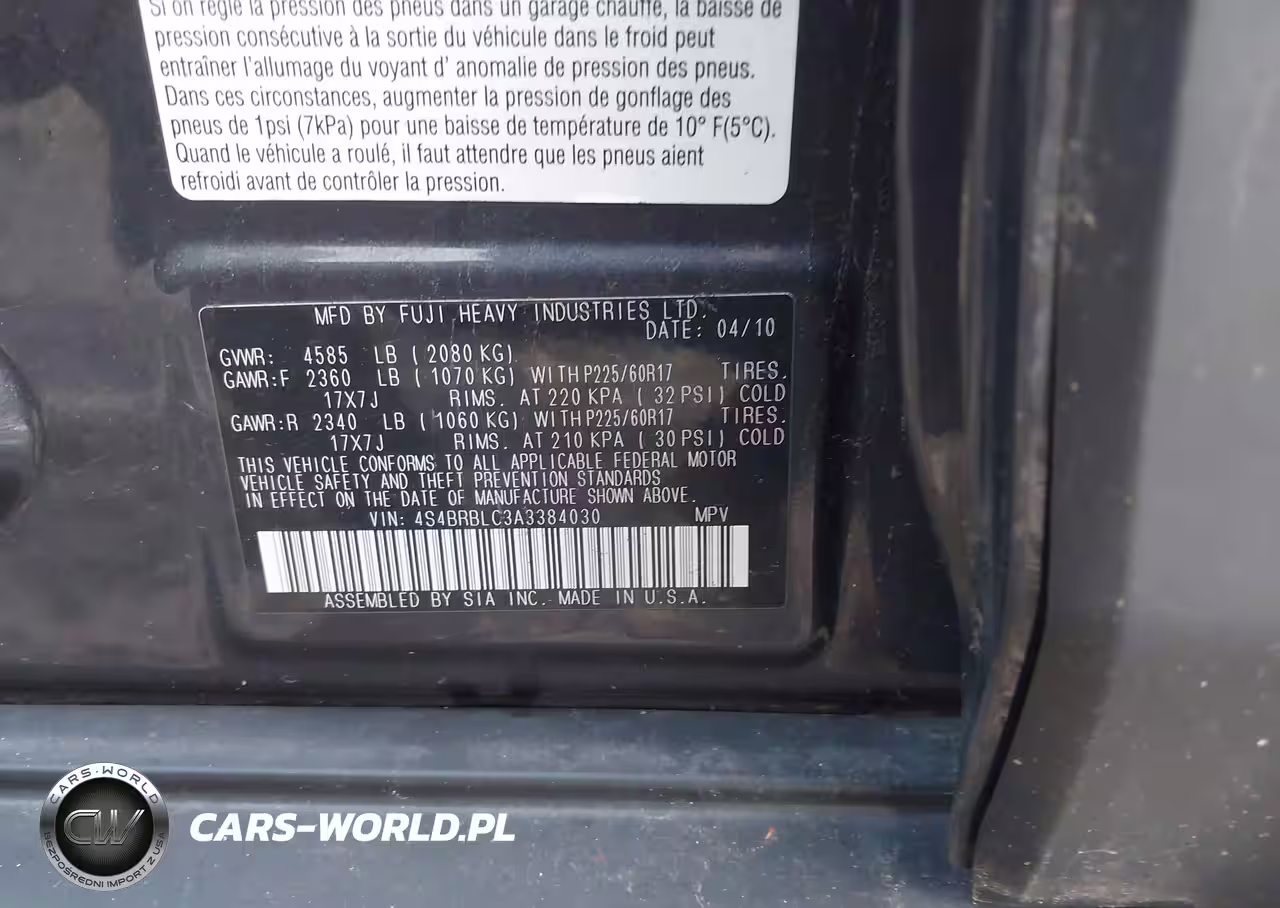 Si on règle la pression des pneus dans un garage chauffé, la baisse de
pression consécutive à la sortie du véhicule dans le froid peut
entraîner l'allumage du voyant d' anomalie de pression des pneus.
Dans ces circonstances, augmenter la pression de gonflage des
pneus de 1psi (7kPa) pour une baisse de température de 10° F(5°C).
Quand le véhicule a roulé, il faut attendre que les pneus aient
refroidi avant de contrôler la pression.
MFD BY FUJI HEAVY INDUSTRIES LTD.
DATE: 04/10
GVWR: 4585 LB ( 2080 KG)
GAWR:F 2360 LB ( 1070 KG) WITH P225/60R17 TIRES.
17X7J RIMS. AT 220 KPA ( 32 PSI) COLD
GAWR:R 2340 LB ( 1060 KG) WITH P225/60R17 TIRES.
17X7J RIMS. AT 210 KPA ( 30 PSI) COLD
THIS VEHICLE CONFORMS TO ALL APPLICABLE FEDERAL MOTOR
VEHICLE SAFETY AND THEFT PREVENTION STANDARDS
IN EFFECT ON THE DATE OF MANUFACTURE SHOWN ABOVE.
VIN: 4S4BRBLC3A3384030 MPV
ASSEMBLED BY SIA INC. MADE IN U.S.A.
CARS-WORLD
CW
BEZPOŚREDNI IMPORT Z USA
CARS-WORLD.PL